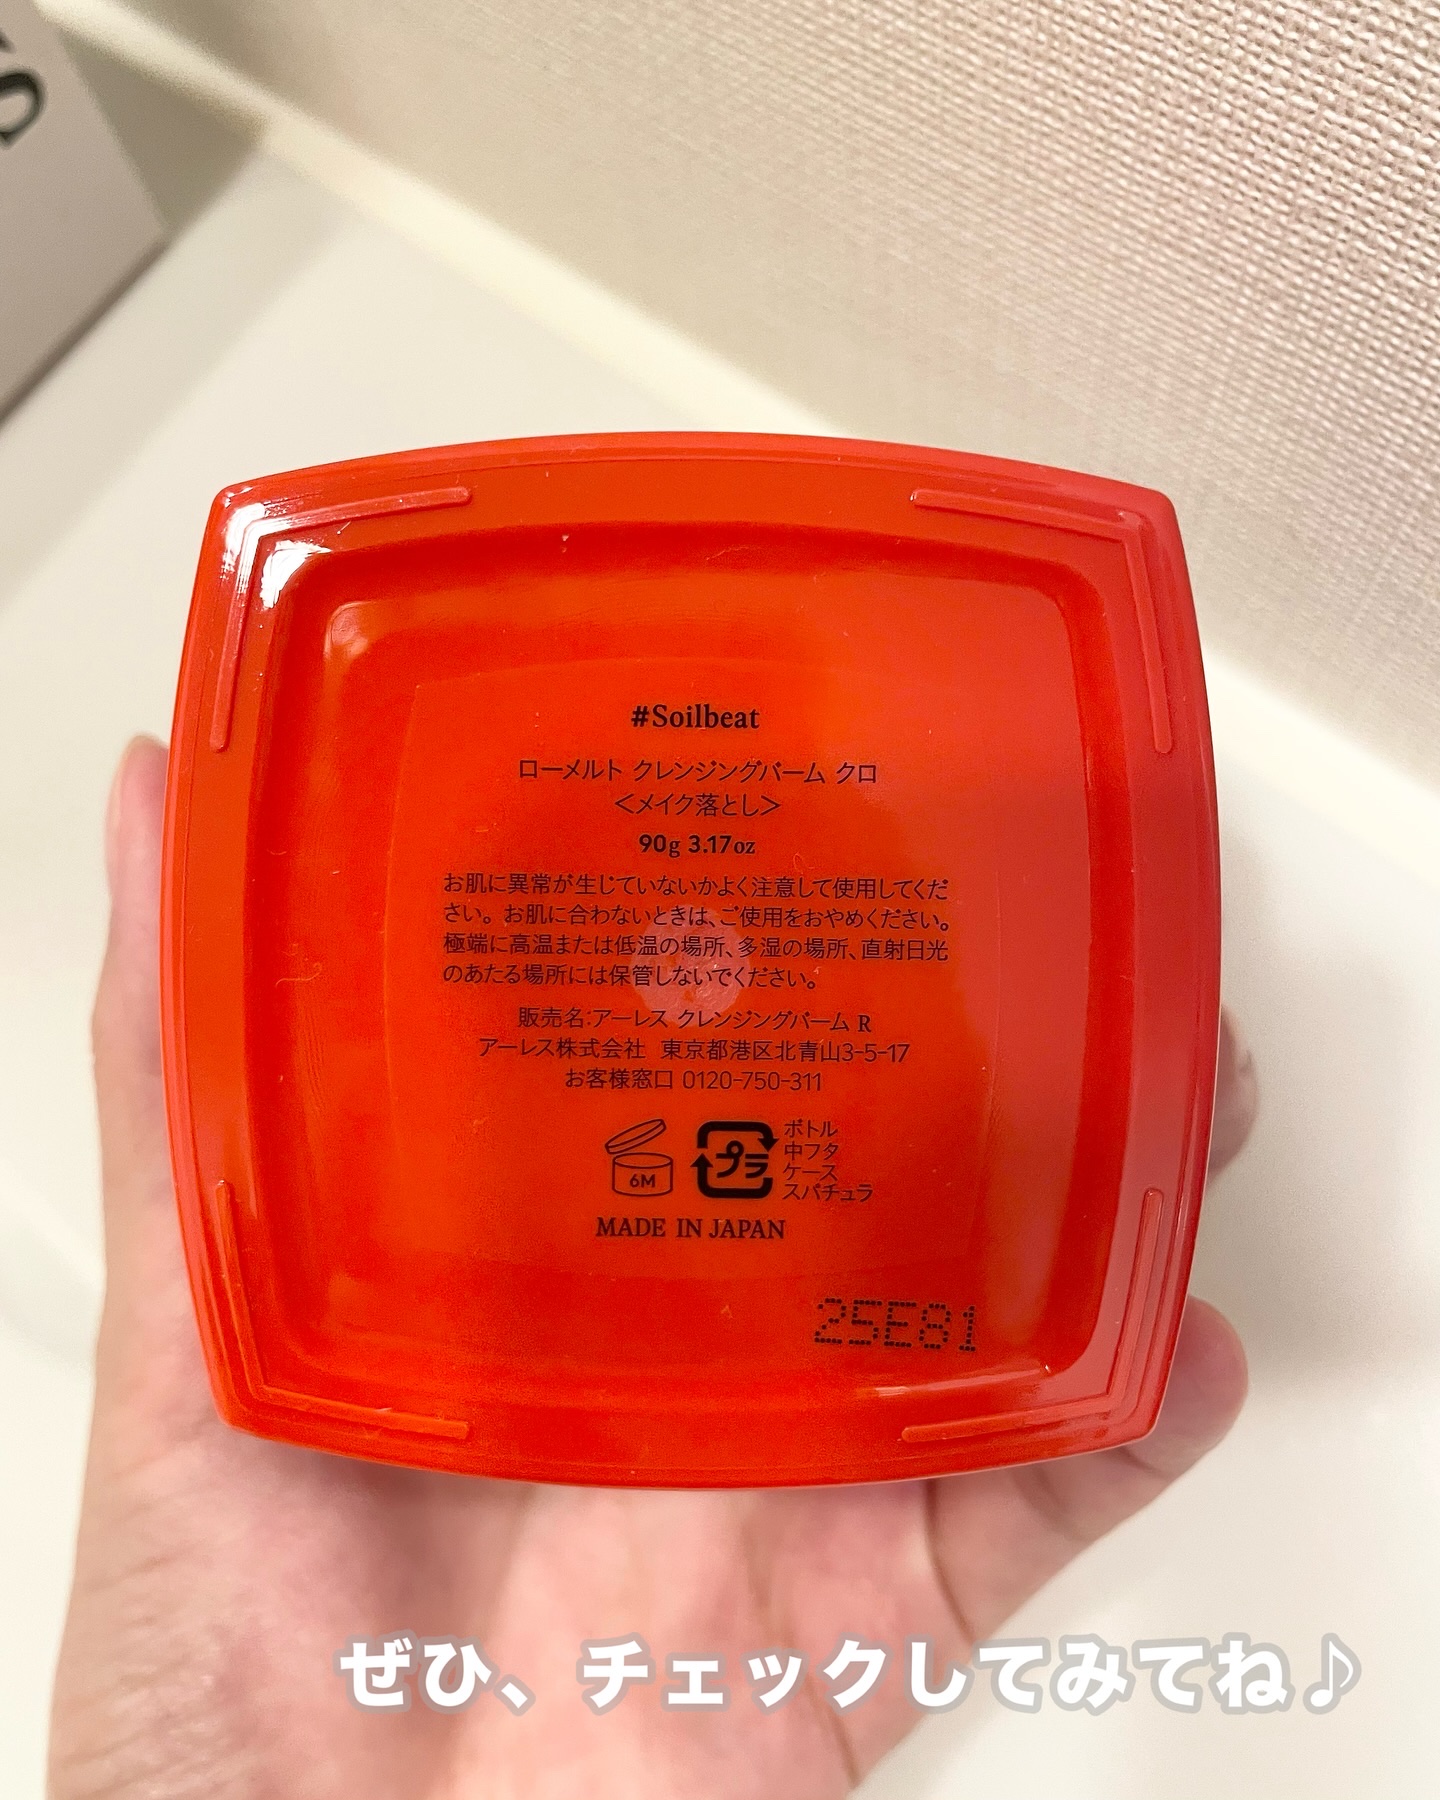 S
#Soilbeat
ローメルト クレンジングバーム クロ
＜メイク落とし＞
90g 3.17oz
お肌に異常が生じていないかよく注意して使用してくだ
さい。お肌に合わないときは、ご使用をおやめください。
極端に高温または低温の場所、多湿の場所、直射日光
のあたる場所には保管しないでください。
販売名:アーレス クレンジングバーム R
アーレス株式会社 東京都港区北青山3-5-17
お客様窓口 0120-750-311
6M
プラ
ボトル
中フタ
ケース
スパチュラ
MADE IN JAPAN
25E81
ぜひ、チェックしてみてね♪